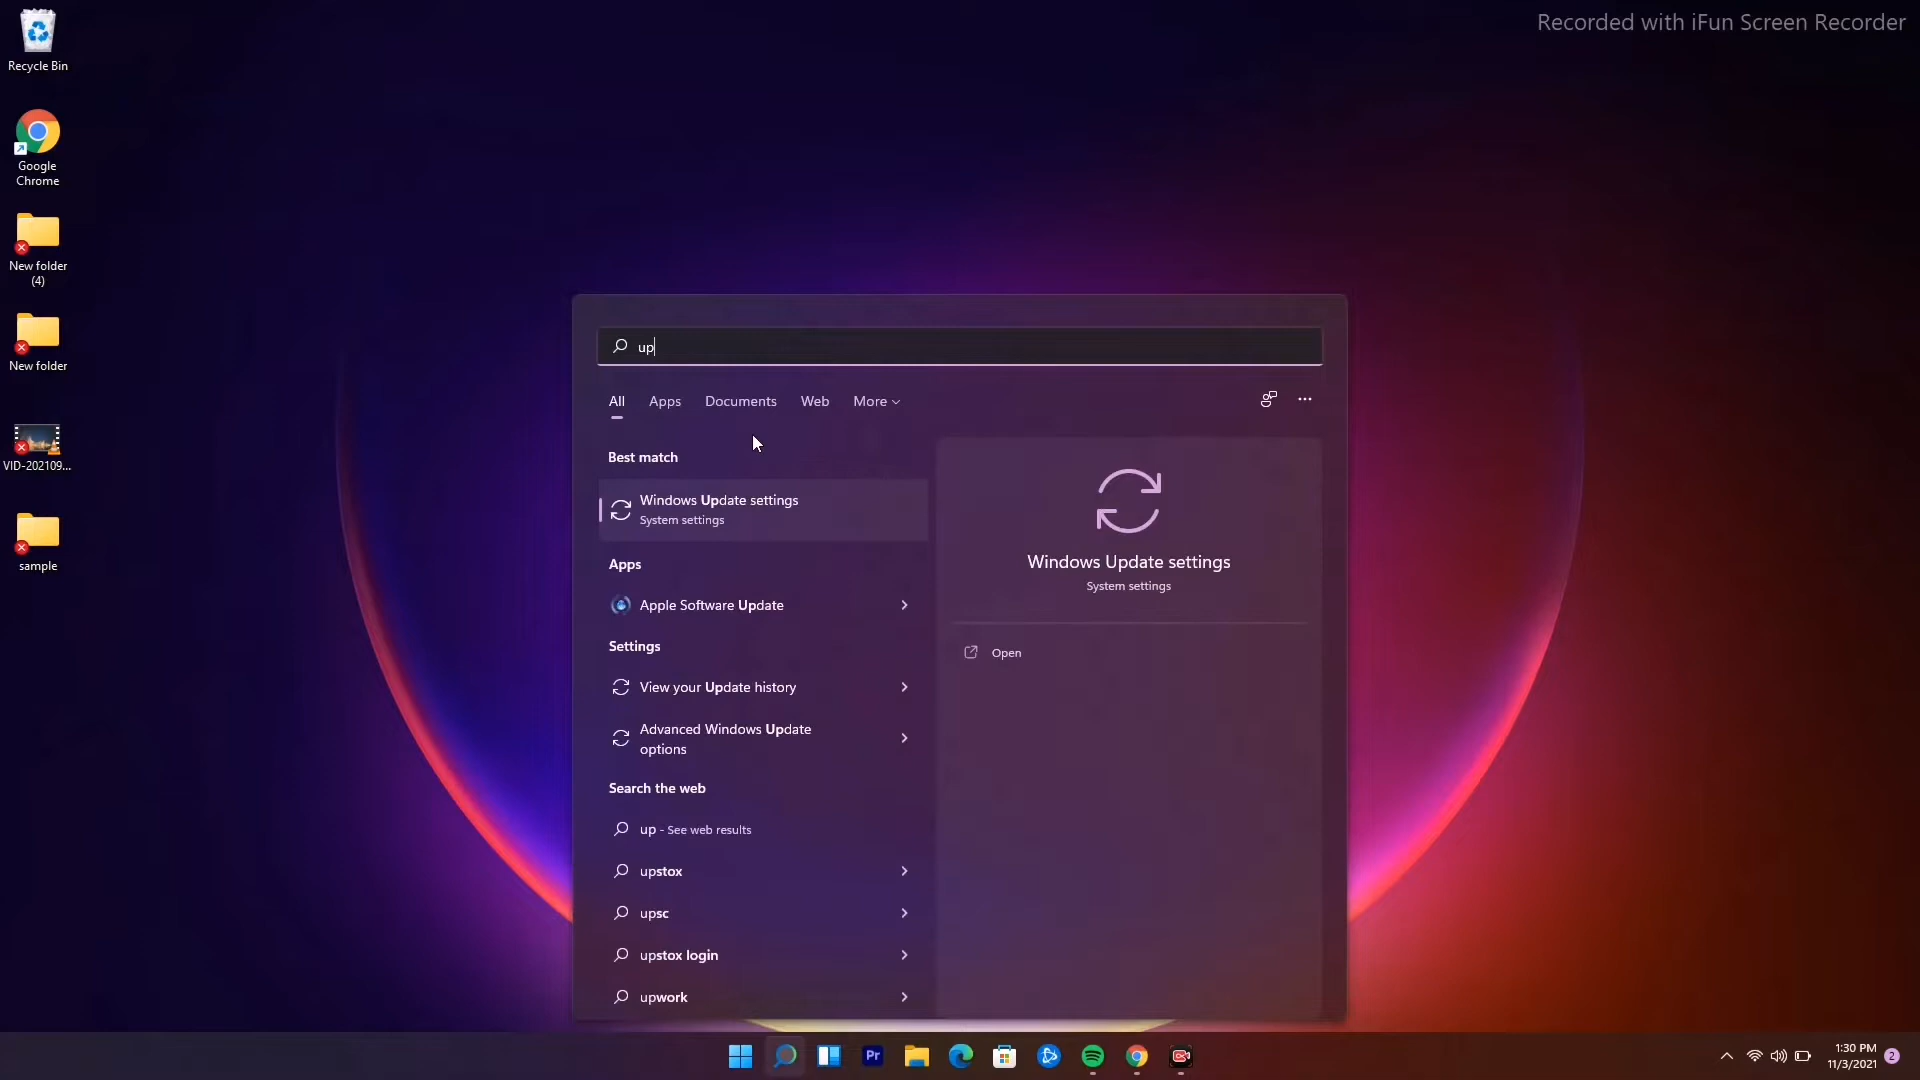 Recorded with iFun Screen Recorder
Recycle Bin
Google
Chrome
New folder
(4)
New folder
VID-202109...
sample
up
All
Apps
Documents
Web
More
Best match
Windows Update settings
System settings
Apps
Apple Software Update
Settings
View your Update history
Advanced Windows Update
options
Search the web
up - See web results
upstox
upsc
upstox login
upwork
Windows Update settings
System settings
Open
Pr
1:30 PM
11/3/2021
2